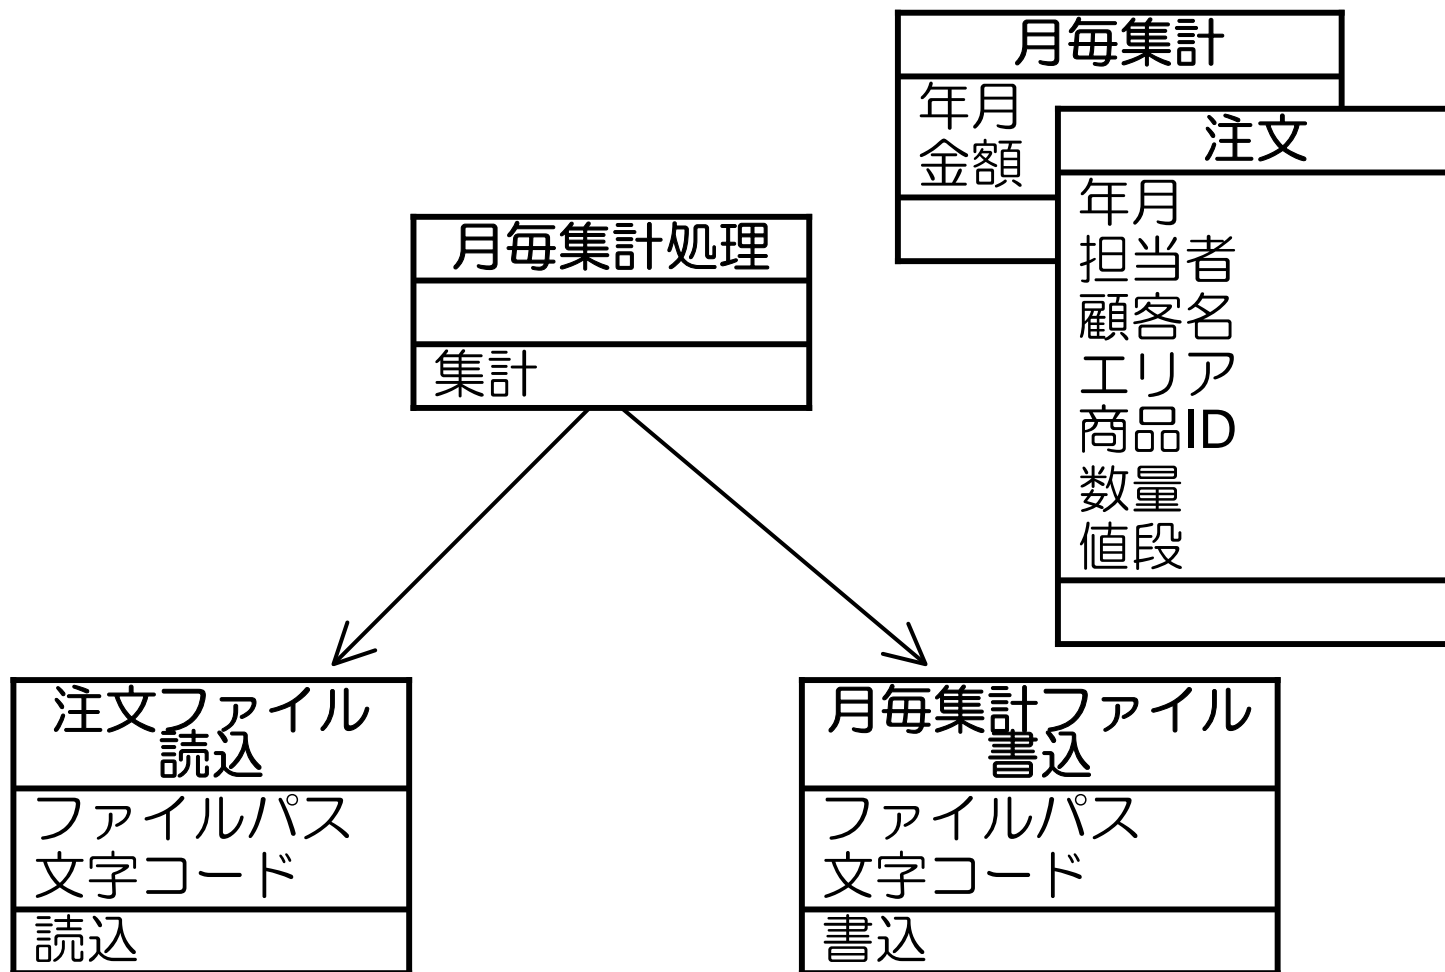 月毎集計
年月
金額
注文
年月
担当者
顧客名
エリア
商品ID
数量
値段
月毎集計処理
集計
注文ファイル
読込
ファイルパス
文字コード
読込
月毎集計ファイル
書込
ファイルパス
文字コード
書込